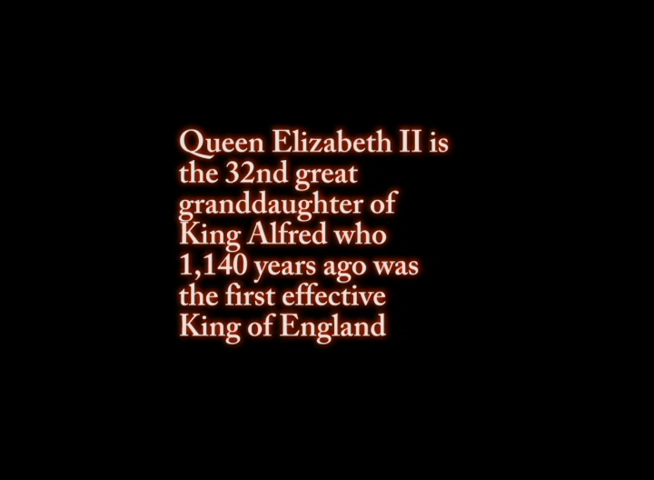 Queen Elizabeth II is
the 32nd great
granddaughter of
King Alfred who
1,140 years ago was
the first effective
King of England